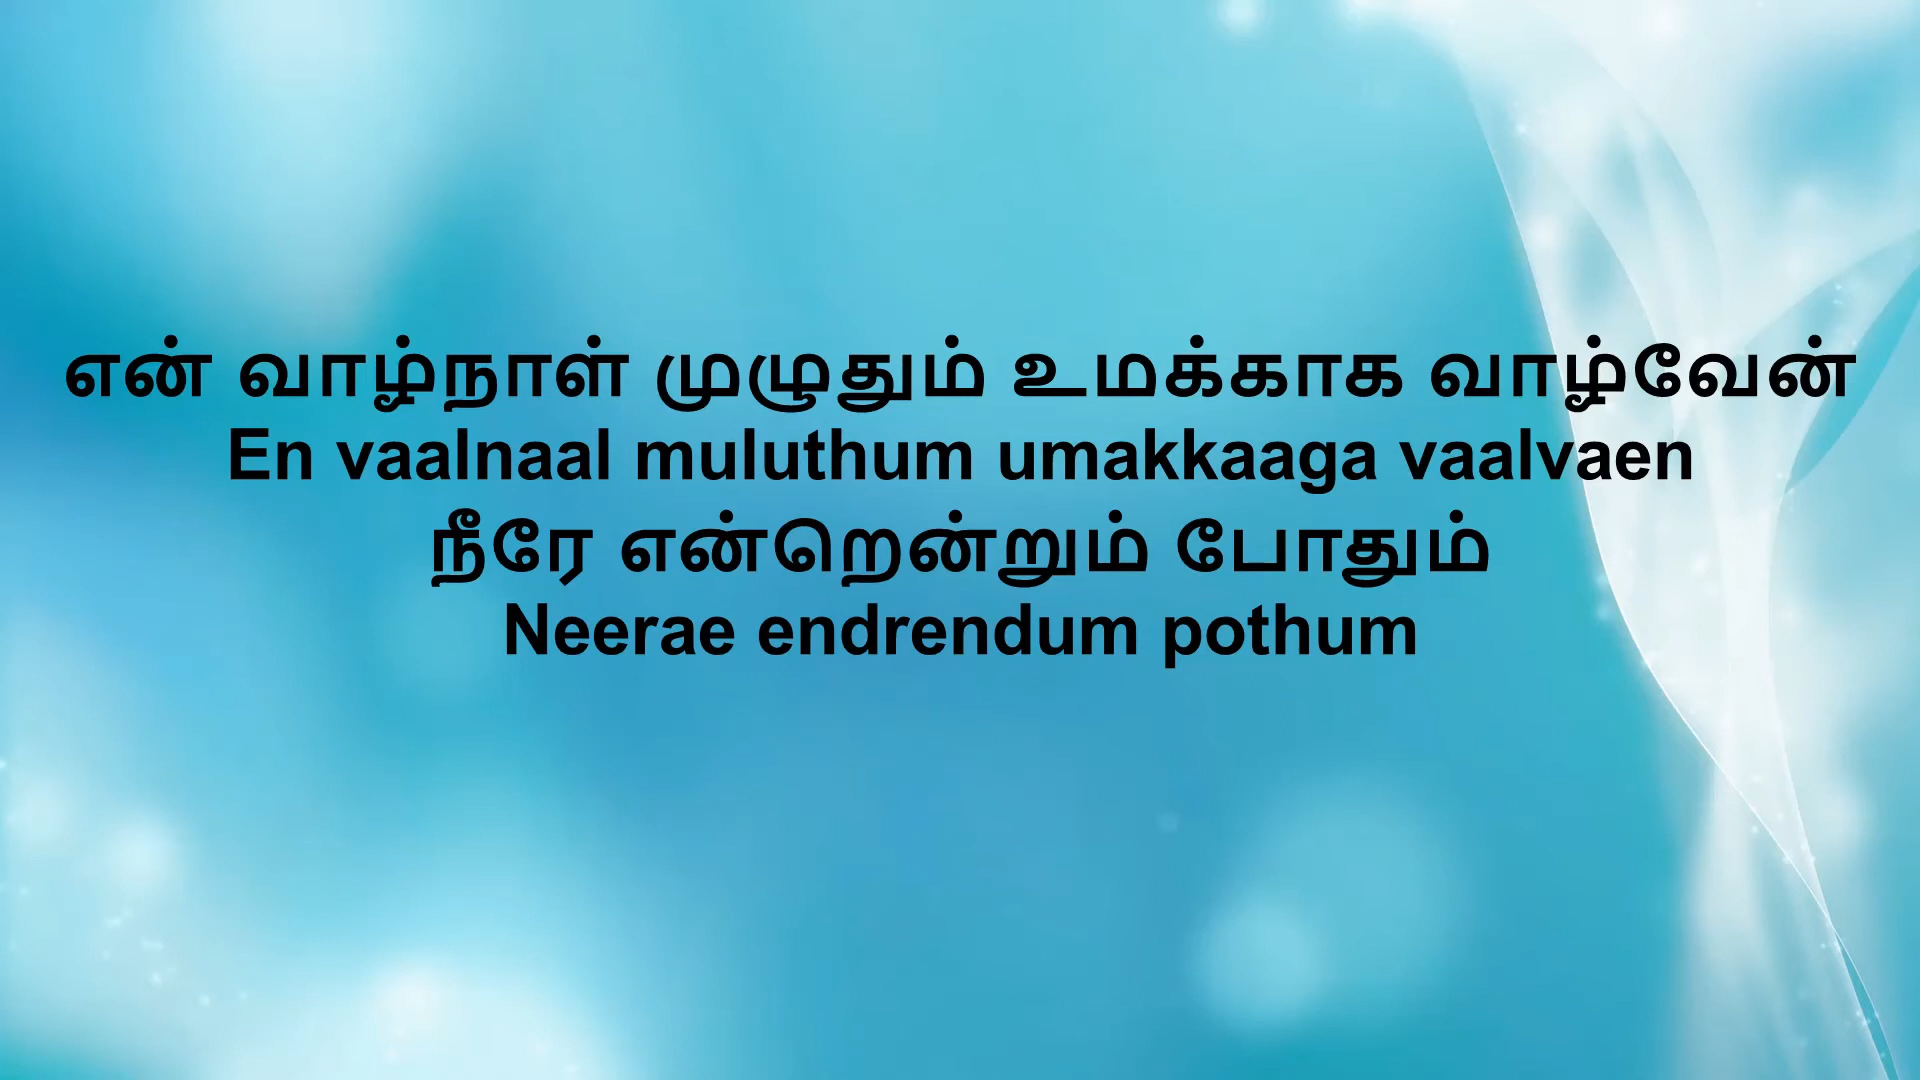 என் வாழ்நாள் முழுதும் உமக்காக வாழ்வேன்
En vaalnaal muluthum umakkaaga vaalvaen
நீரே என்றென்றும் போதும்
Neerae endrendum pothum